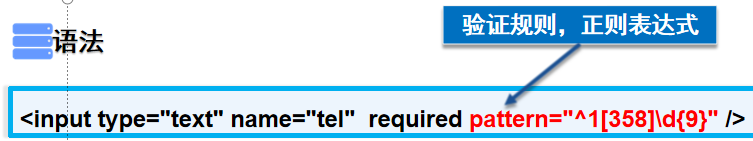 验证规则，正则表达式
语法
<input type="text" name="tel"  required pattern="^1[358]\d{9}" />